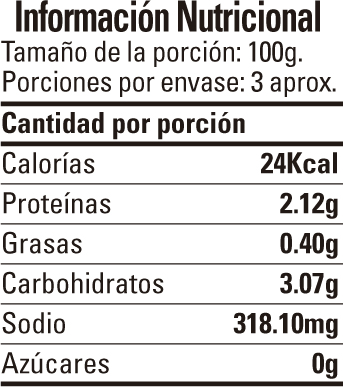 Información Nutricional
Tamaño de la porción: 100g.
Porciones por envase: 3 aprox.
Cantidad por porción
Calorías 24Kcal
Proteínas 2.12g
Grasas 0.40g
Carbohidratos 3.07g
Sodio 318.10mg
Azúcares 0g